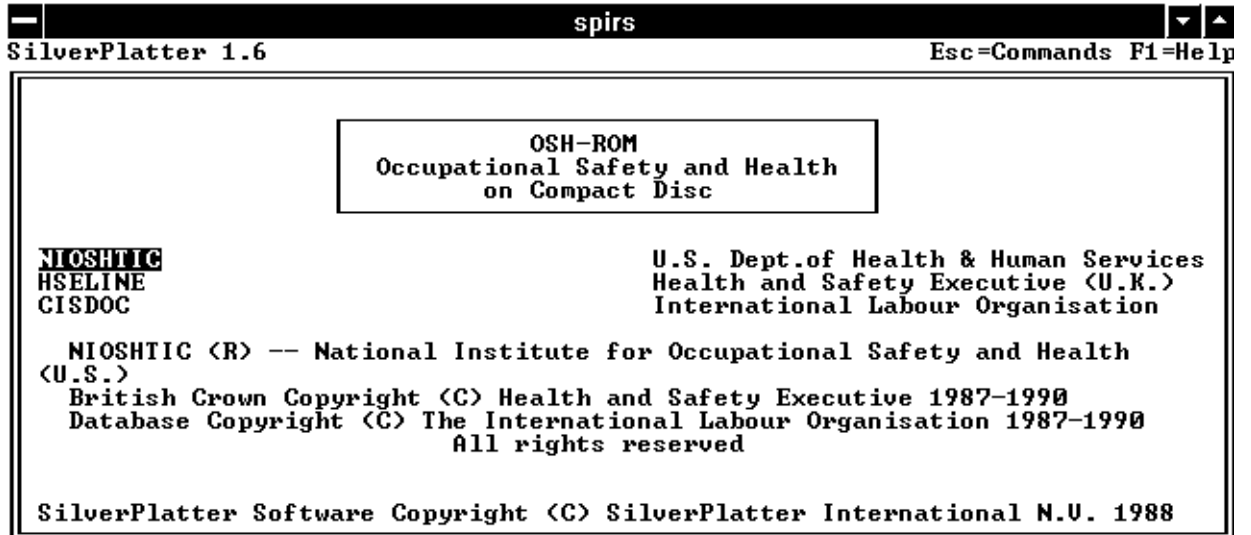 spirs
SilverPlatter 1.6 Esc=Commands F1=Help
OSH-ROM
Occupational Safety and Health
on Compact Disc
NIOSHTIC U.S. Dept.of Health & Human Services
HSELINE Health and Safety Executive (U.K.)
CISDOC International Labour Organisation
NIOSHTIC (R) -- National Institute for Occupational Safety and Health
(U.S.)
British Crown Copyright (C) Health and Safety Executive 1987-1990
Database Copyright (C) The International Labour Organisation 1987-1990
All rights reserved
SilverPlatter Software Copyright (C) SilverPlatter International N.V. 1988